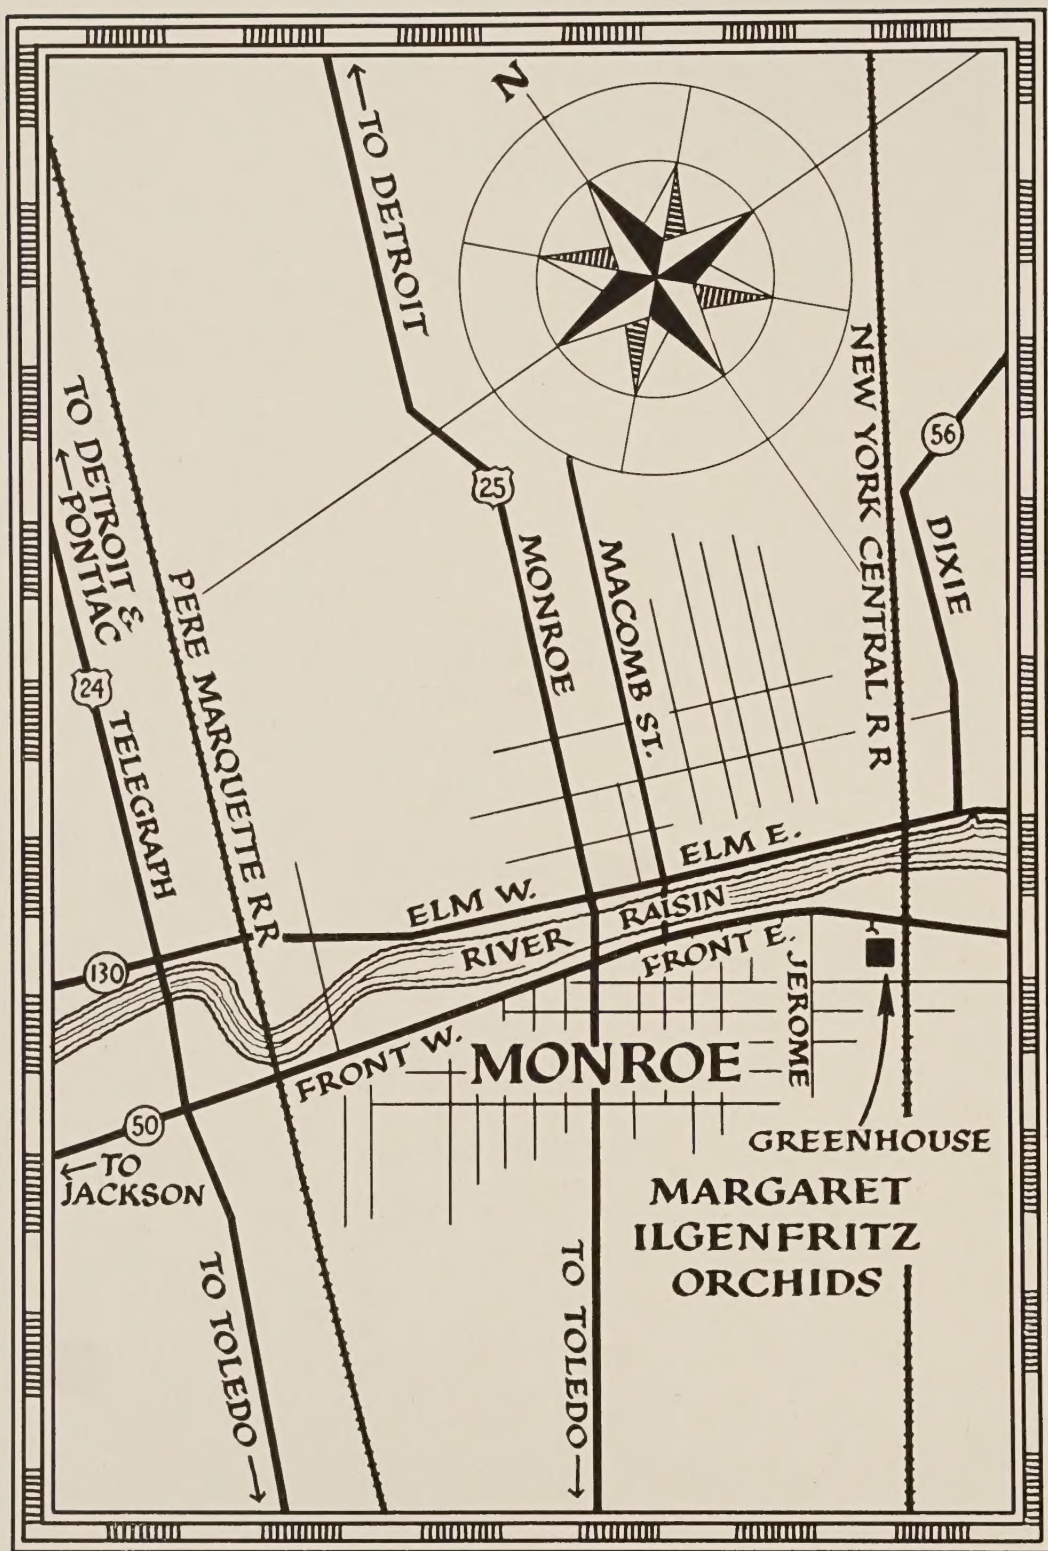 N
← TO DETROIT
NEW YORK CENTRAL R R
56
DIXIE
25
MONROE
MACOMB ST.
TO DETROIT &
← PONTIAC
24
TELEGRAPH
PERE MARQUETTE R R
ELM E.
ELM W.
RIVER RAISIN
FRONT E.
JEROME
130
FRONT W.
MONROE
50
← TO
JACKSON
GREENHOUSE
MARGARET
ILGENFRITZ
ORCHIDS
TO TOLEDO →
TO TOLEDO →